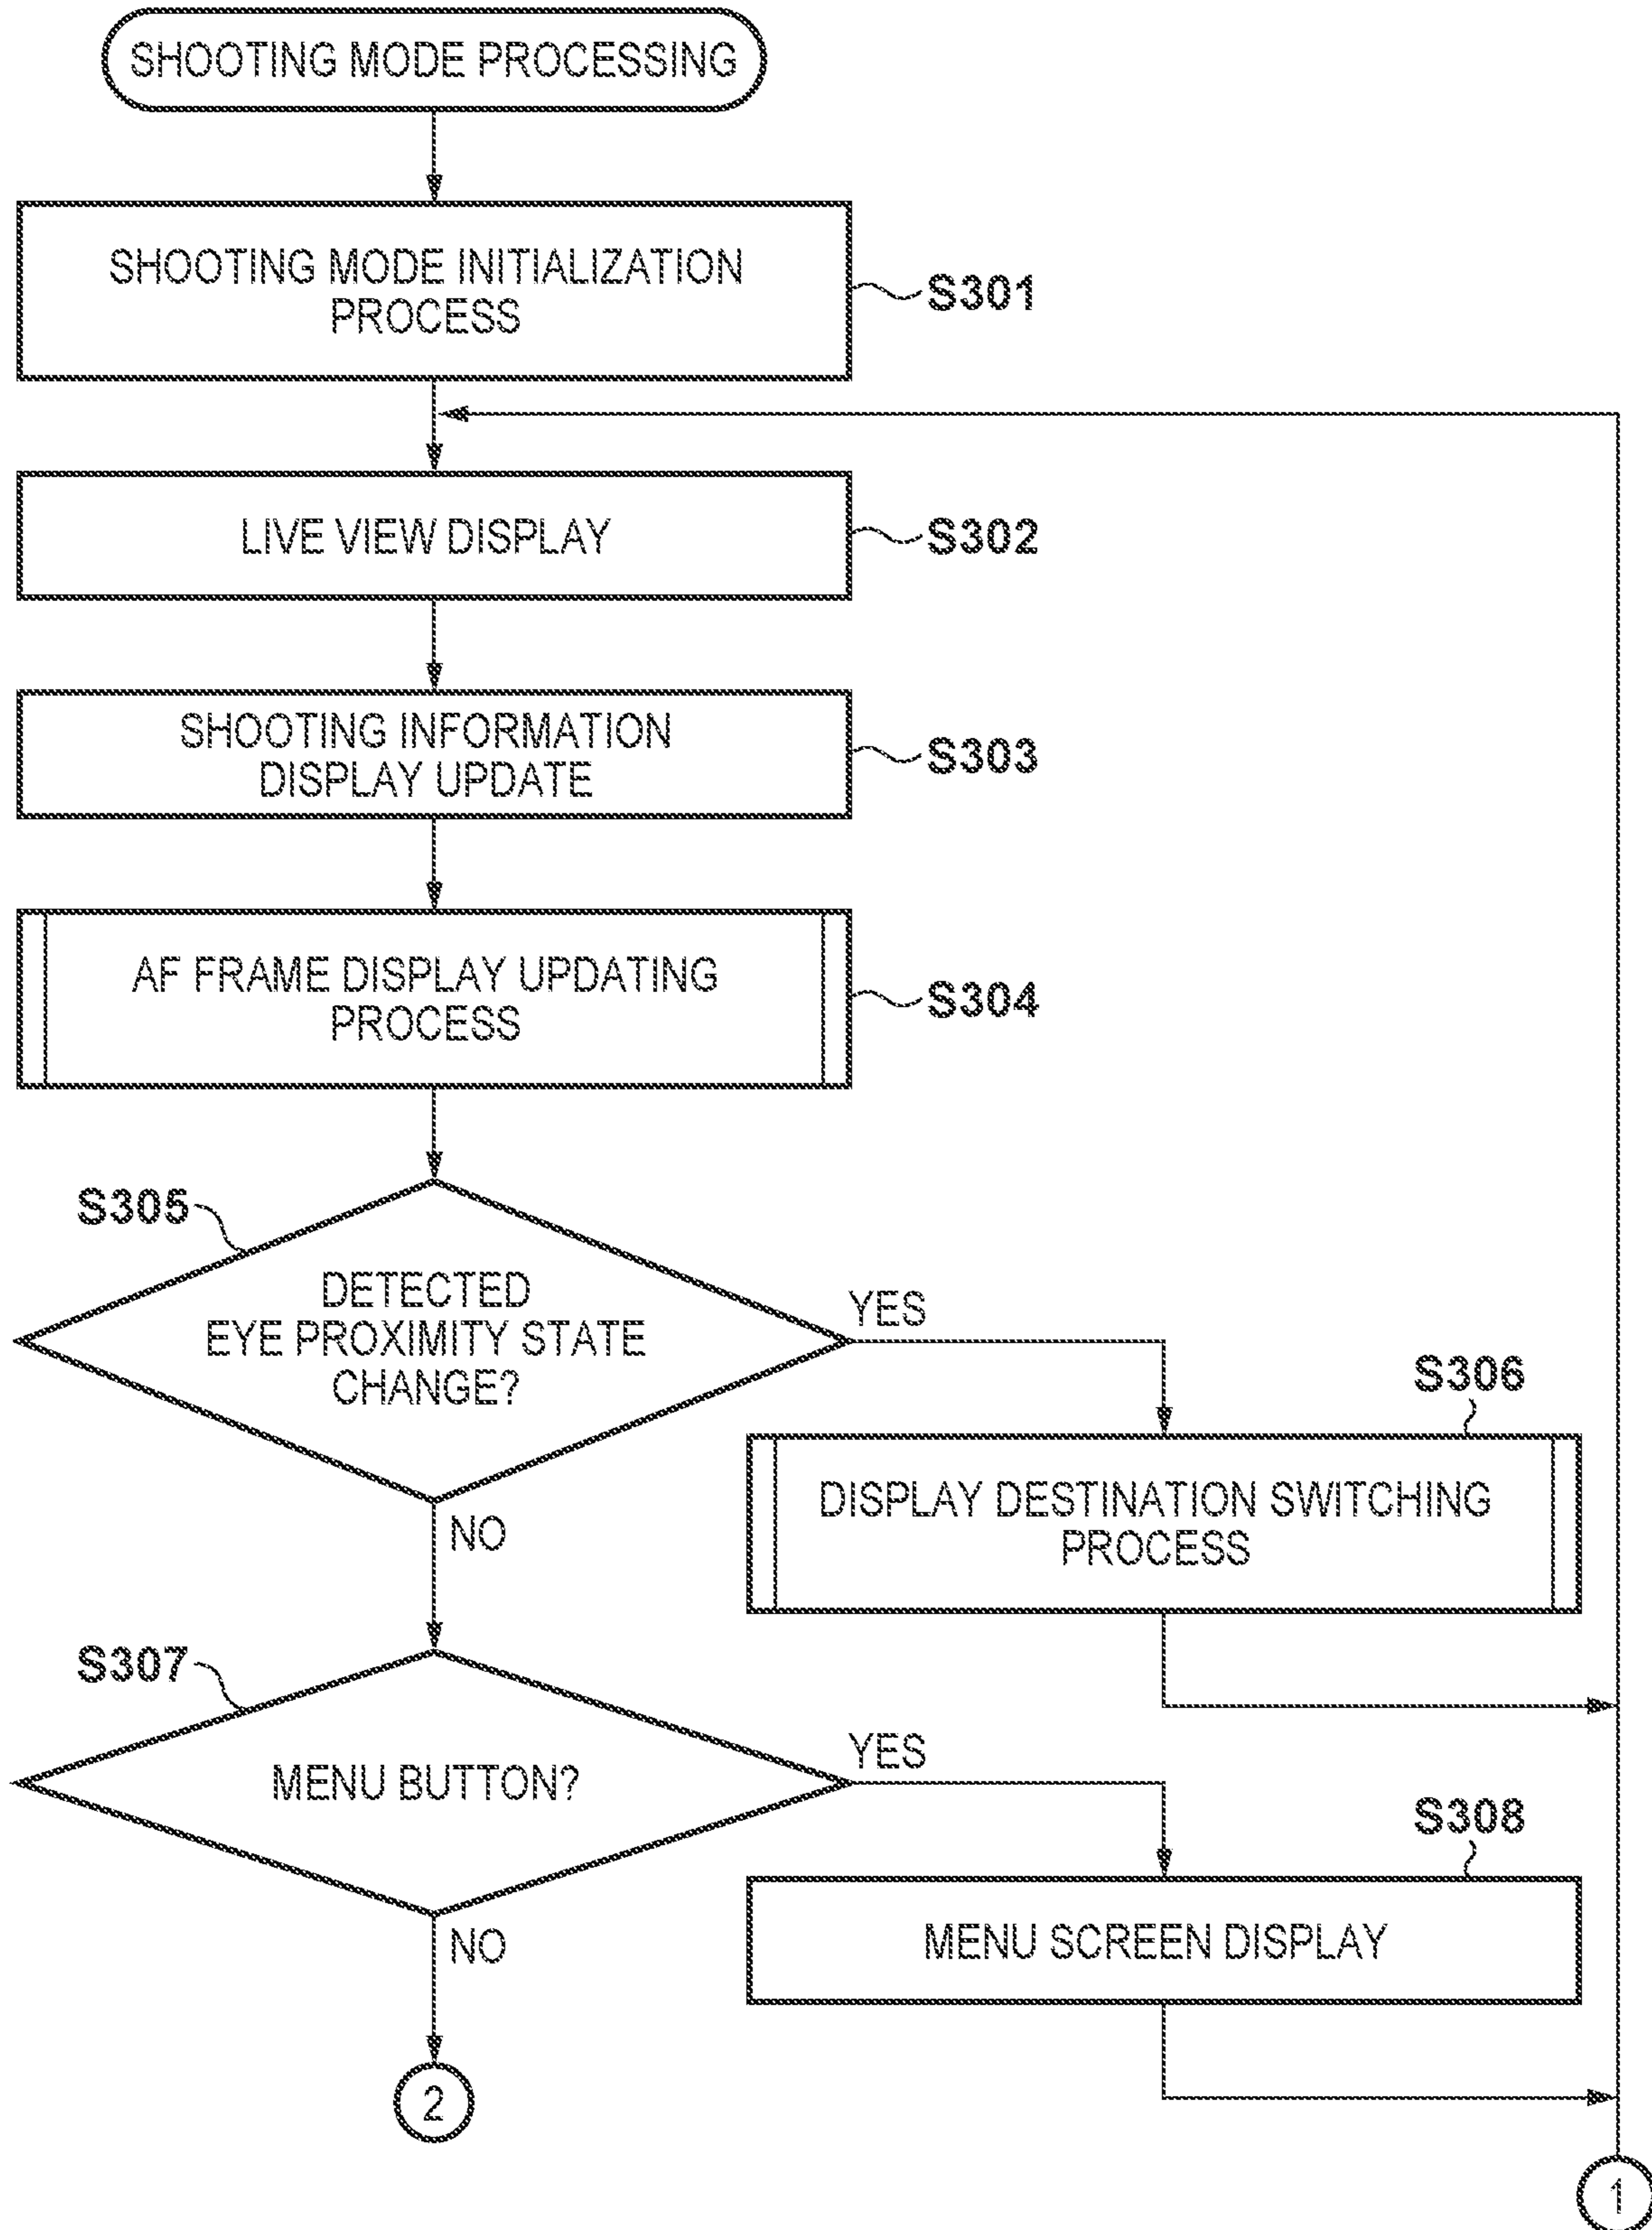 SHOOTING MODE PROCESSING
SHOOTING MODE INITIALIZATION
PROCESS
S301
LIVE VIEW DISPLAY
S302
SHOOTING INFORMATION
DISPLAY UPDATE
S303
AF FRAME DISPLAY UPDATING
PROCESS
S304
S305
DETECTED
EYE PROXIMITY STATE
CHANGE?
YES
NO
S306
DISPLAY DESTINATION SWITCHING
PROCESS
S307
MENU BUTTON?
YES
NO
S308
MENU SCREEN DISPLAY
2
1